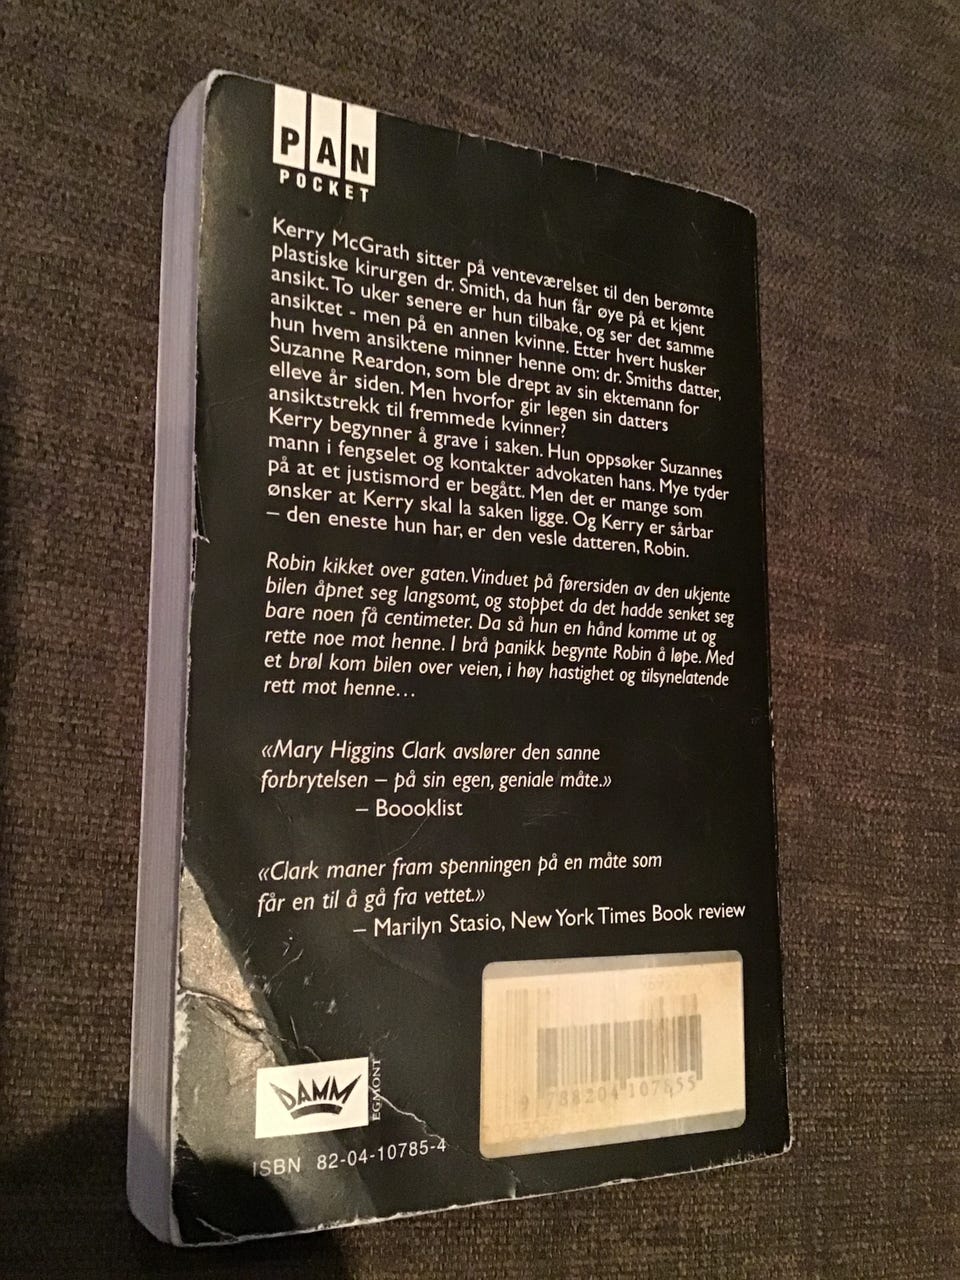 PAN
POCKET
Kerry McGrath sitter på venteværelset til den berømte
plastiske kirurgen dr. Smith, da hun får øye på et kjent
ansikt. To uker senere er hun tilbake, og ser det samme
ansiktet - men på en annen kvinne. Etter hvert husker
hun hvem ansiktene minner henne om: dr. Smiths datter,
Suzanne Reardon, som ble drept av sin ektemann for
elleve år siden. Men hvorfor gir legen sin datters
ansiktstrekk til fremmede kvinner?
Kerry begynner å grave i saken. Hun oppsøker Suzannes
mann i fengselet og kontakter advokaten hans. Mye tyder
på at et justismord er begått. Men det er mange som
ønsker at Kerry skal la saken ligge. Og Kerry er sårbar
– den eneste hun har, er den vesle datteren, Robin.
Robin kikket over gaten. Vinduet på førersiden av den ukjente
bilen åpnet seg langsomt, og stoppet da det hadde senket seg
bare noen få centimeter. Da så hun en hånd komme ut og
rette noe mot henne. I brå panikk begynte Robin å løpe. Med
et brøl kom bilen over veien, i høy hastighet og tilsynelatende
rett mot henne...
«Mary Higgins Clark avslører den sanne
forbrytelsen – på sin egen, geniale måte.»
– Boooklist
«Clark maner fram spenningen på en måte som
får en til å gå fra vettet.»
– Marilyn Stasio, New York Times Book review
DAMM
EGMONT
ISBN 82-04-10785-4
9 788204 107855